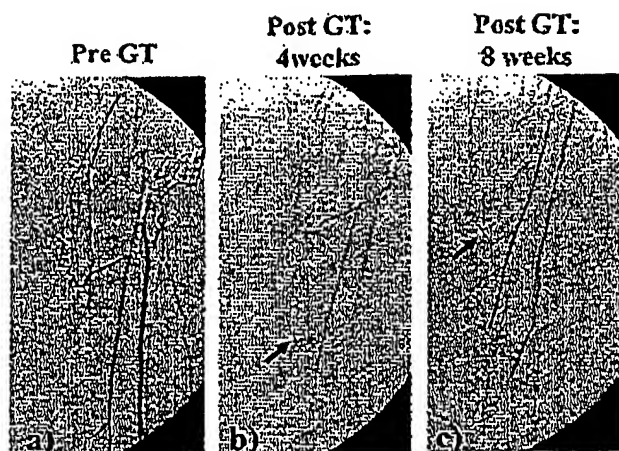 Pre GT
Post GT:
4weeks
Post GT:
8 weeks
a)
b)
c)